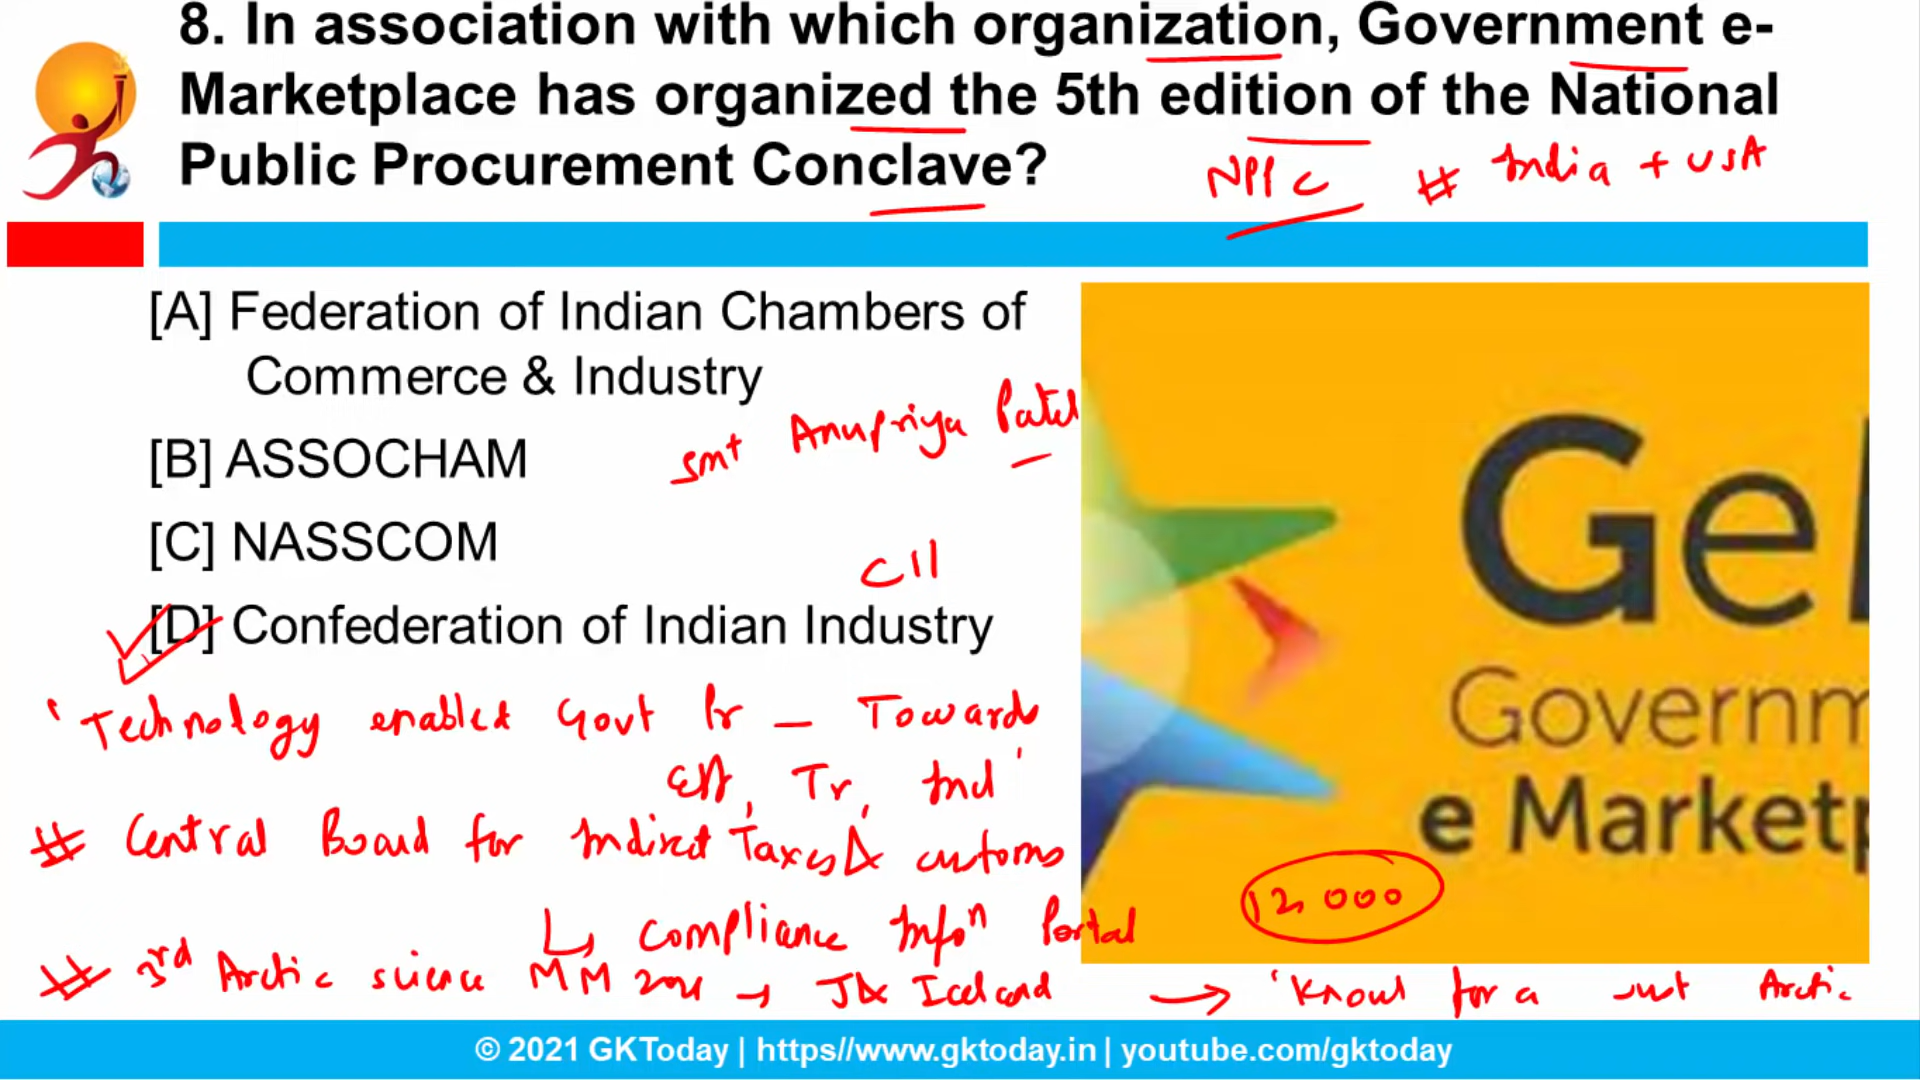 8. In association with which organization, Government e-
Marketplace has organized the 5th edition of the National
Public Procurement Conclave?
NPPC # India + USA
[A] Federation of Indian Chambers of
Commerce & Industry
Smt Anupriya Patel
[B] ASSOCHAM
[C] NASSCOM
CII
[D] Confederation of Indian Industry
GeM
Governm
e Marketp
'Technology enabled Govt Pr – Towards
Eff, Tr, Ind'
# Central Board for Indirect Taxes & customs
↳ Compliance Infoⁿ Portal
12,000
# 3rd Arctic science MM 2021 → J & Iceland → 'Knowl for a Arctic
© 2021 GKToday | https//www.gktoday.in | youtube.com/gktoday